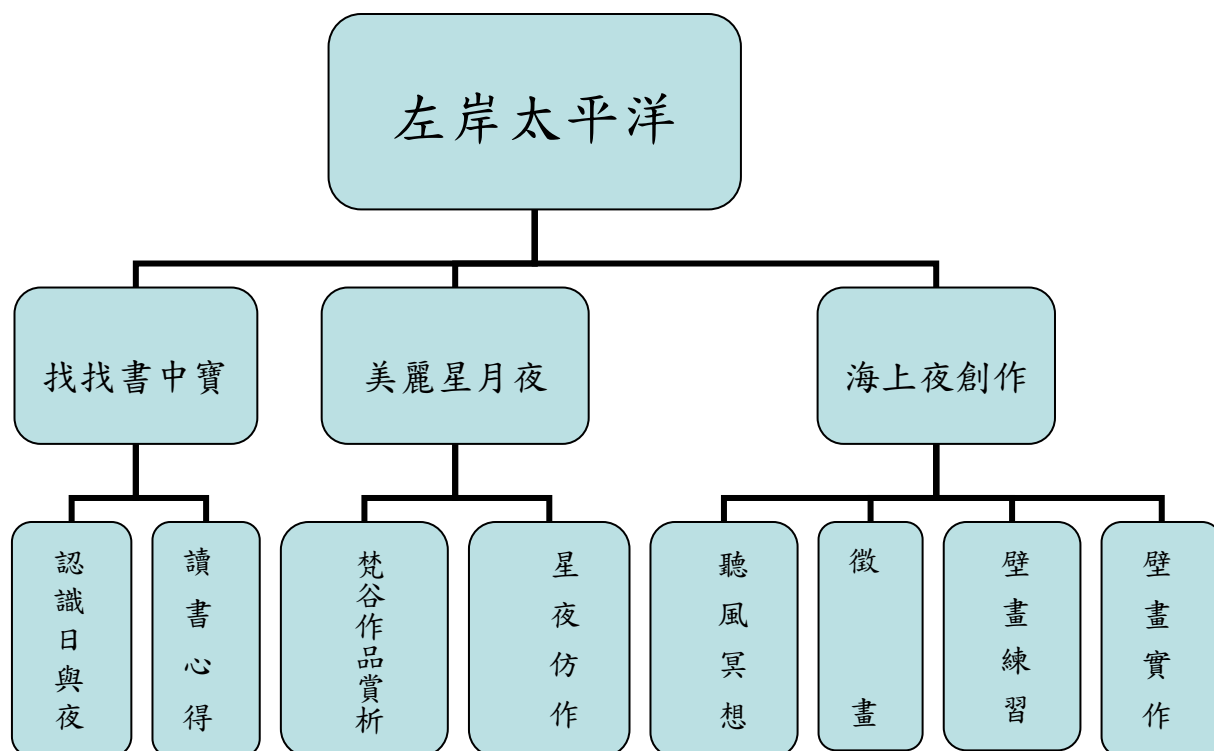 左岸太平洋
找找書中寶
美麗星月夜
海上夜創作
認識日與夜
讀書心得
梵谷作品賞析
星夜仿作
聽風冥想
徵畫
壁畫練習
壁畫實作